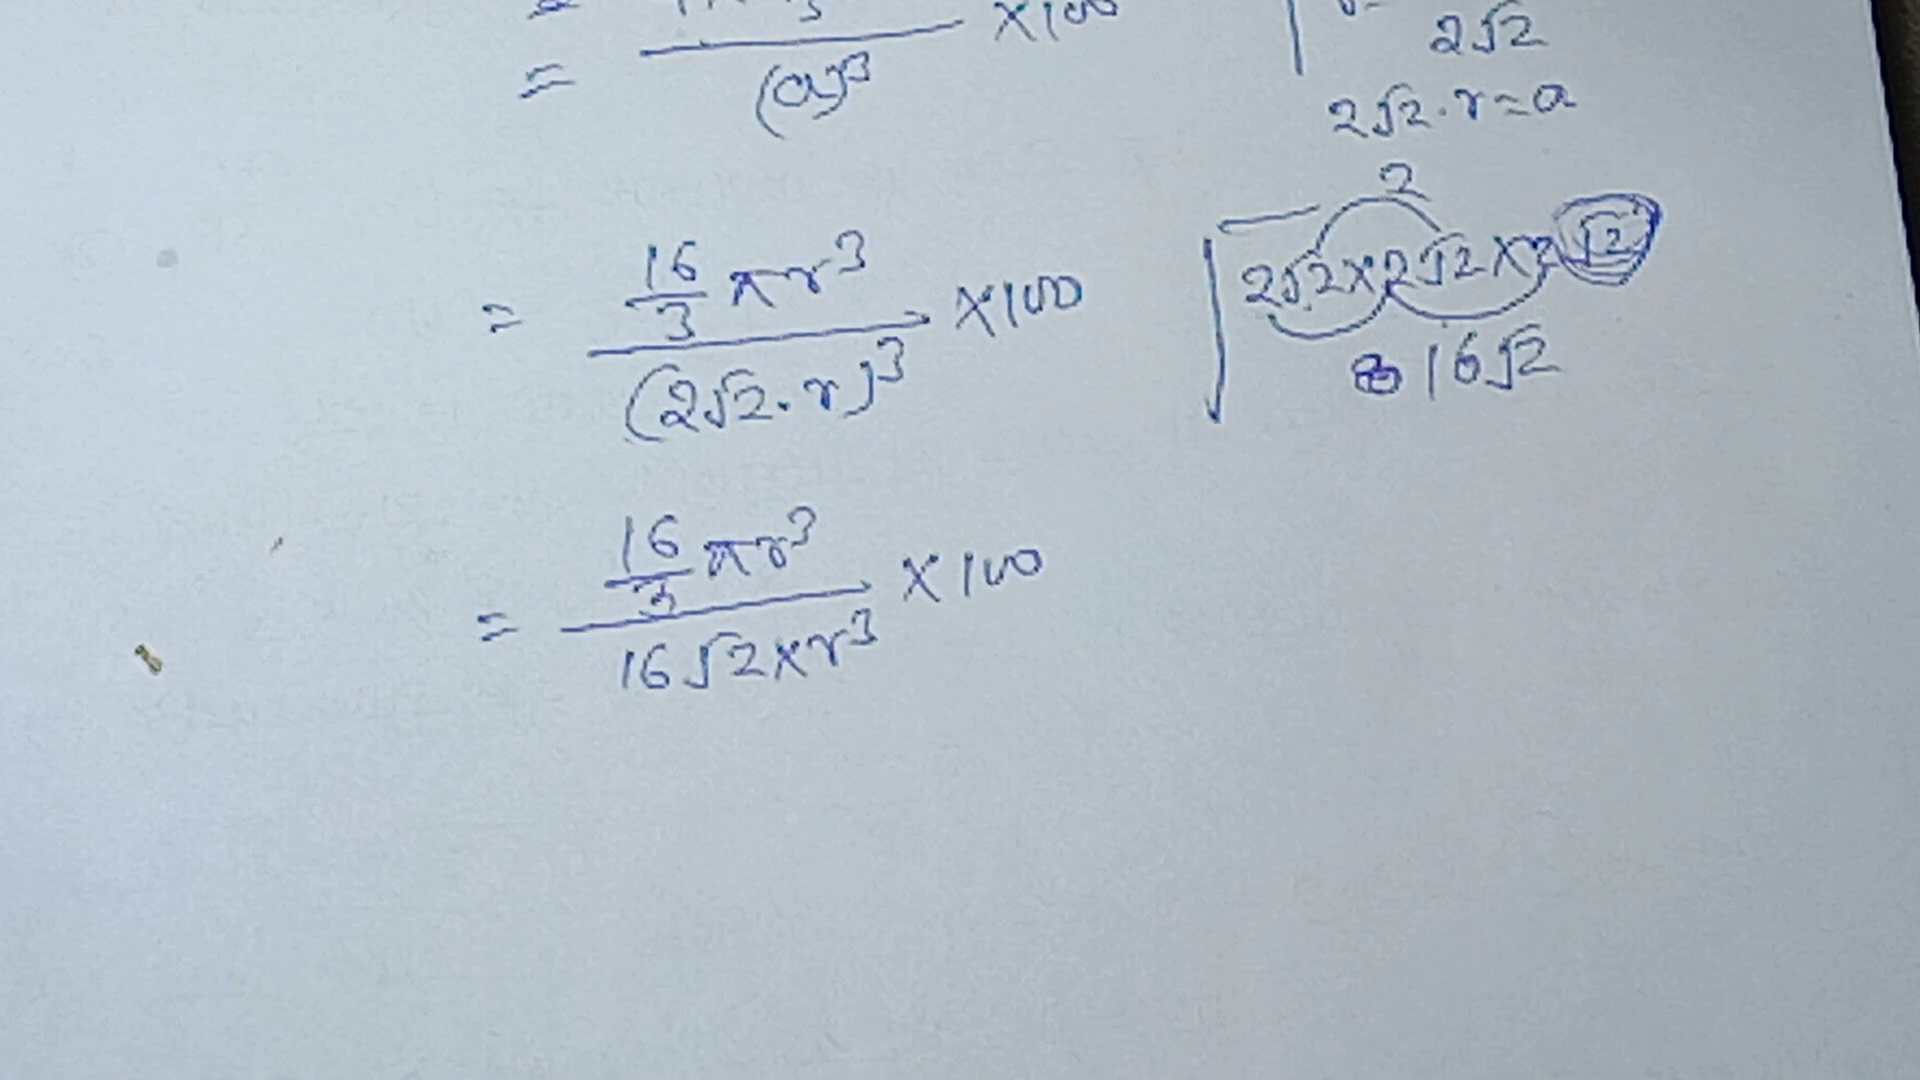 = ———— ×100
(a)³
2√2
2√2.r=a
= 16/3 πr³ / (2√2.r)³ ×100
2
2√2×2√2×2√2
16√2
= 16/3 πr³ / 16√2×r³ ×100